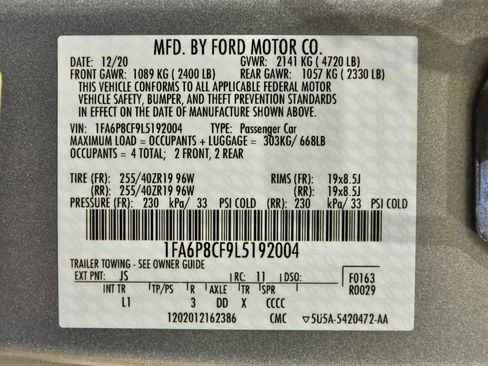 MFD. BY FORD MOTOR CO.
12/20 GVWR: 2141 KG ( 4720 LB)
FRONT GAWR: 1089 KG ( 2400 LB) REAR GAWR: 1057 KG ( 2330 LB)
THIS VEHICLE CONFORMS TO ALL APPLICABLE FEDERAL MOTOR
VEHICLE SAFETY, BUMPER, AND THEFT PREVENTION STANDARDS
IN EFFECT ON THE DATE OF MANUFACTURE SHOWN ABOVE.
VIN: 1FA6P8CF9L5192004 TYPE: Passenger Car
MAXIMUM LOAD = OCCUPANTS + LUGGAGE = 303KG/ 668LB
OCCUPANTS = 4 TOTAL; 2 FRONT, 2 REAR
TIRE (FR): 255/40ZR19 96W RIMS (FR): 19x8.5J
(RR): 255/40ZR19 96W (RR): 19x8.5J
PRESSURE (FR): 230 kPa/ 33 PSI COLD (RR) 230 kPa/ 33 PSI COLD
1FA6P8CF9L5192004
TRAILER TOWING - SEE OWNER GUIDE
EXT PNT: JS RC: 11 DSO: F0163
INT TR TP/PS R AXLE TR SPR R0029
L1 3 DD X CCCC
1202012162386 CMC ▽5U5A-5420472-AA